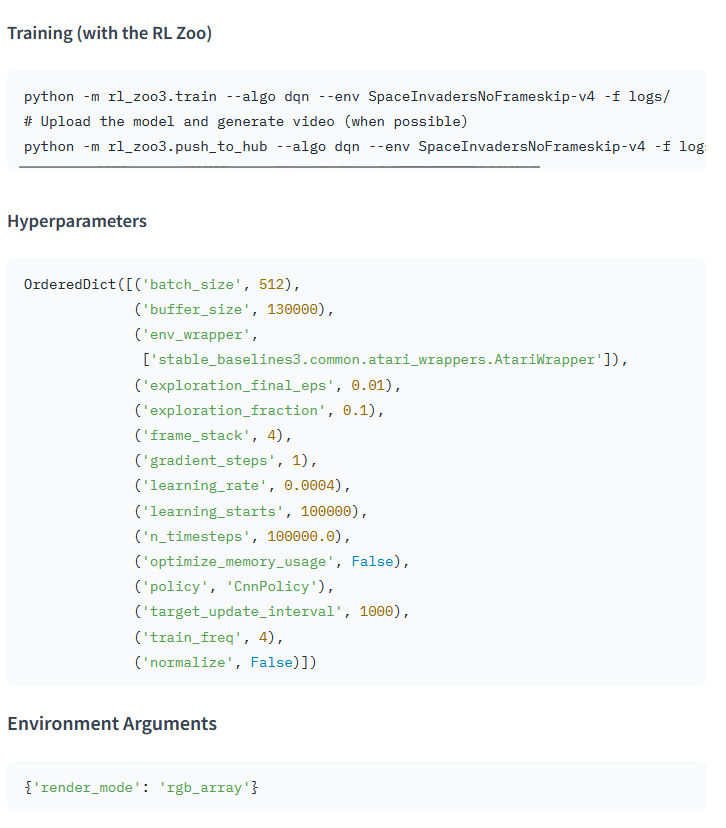 Training (with the RL Zoo)
python -m rl_zoo3.train --algo dqn --env SpaceInvadersNoFrameskip-v4 -f logs/
# Upload the model and generate video (when possible)
python -m rl_zoo3.push_to_hub --algo dqn --env SpaceInvadersNoFrameskip-v4 -f log
Hyperparameters
OrderedDict([('batch_size', 512),
('buffer_size', 130000),
('env_wrapper',
['stable_baselines3.common.atari_wrappers.AtariWrapper']),
('exploration_final_eps', 0.01),
('exploration_fraction', 0.1),
('frame_stack', 4),
('gradient_steps', 1),
('learning_rate', 0.0004),
('learning_starts', 100000),
('n_timesteps', 100000.0),
('optimize_memory_usage', False),
('policy', 'CnnPolicy'),
('target_update_interval', 1000),
('train_freq', 4),
('normalize', False)])
Environment Arguments
{'render_mode': 'rgb_array'}